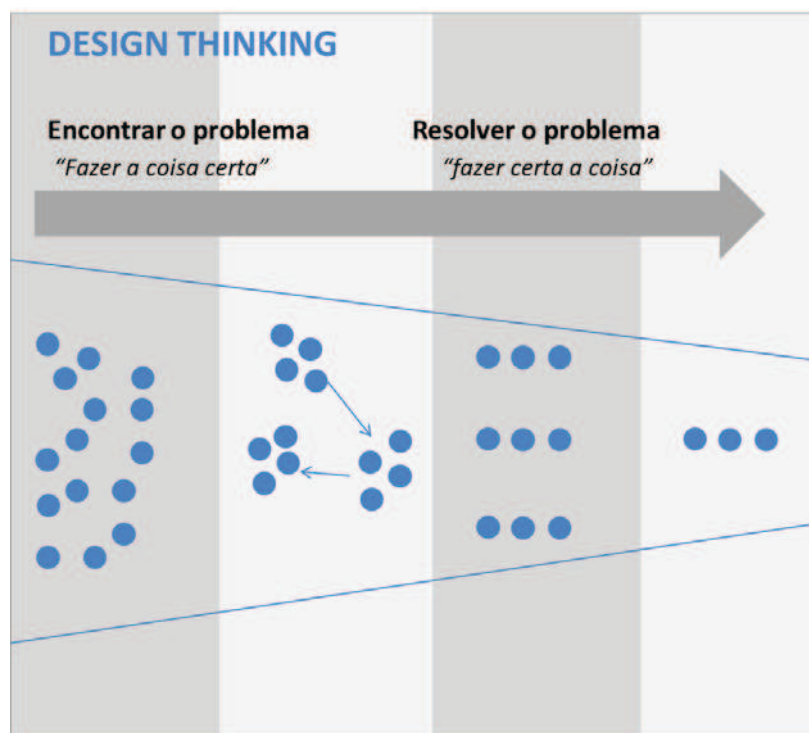 DESIGN THINKING
Encontrar o problema
“Fazer a coisa certa”
Resolver o problema
“fazer certa a coisa”